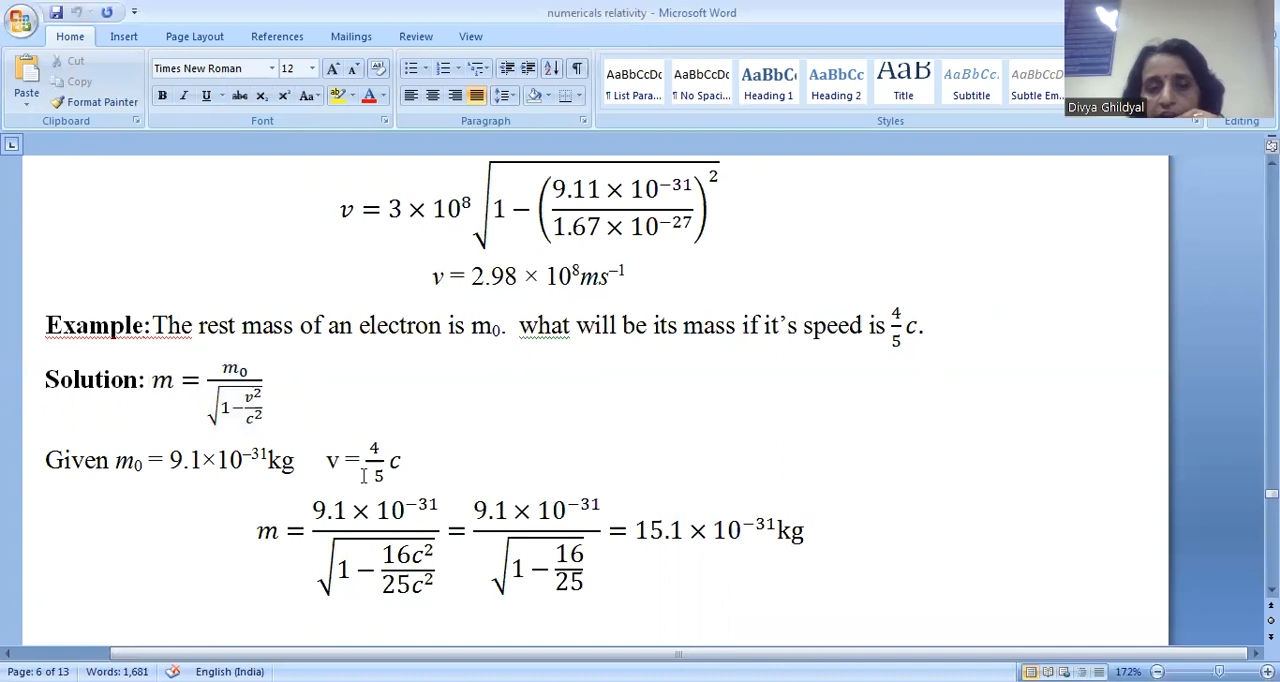 numericals relativity - Microsoft Word
Home Insert Page Layout References Mailings Review View
Cut
Copy
Format Painter
Paste
Clipboard
Times New Roman 12
Font
Paragraph
AaBbCcDc AaBbCcDc AaBbC AaBbCc AaB AaBbCc. AaBbCcDc
¶ List Para... ¶ No Spaci... Heading 1 Heading 2 Title Subtitle Subtle Em...
Styles
Editing
Divya Ghildyal
v = 3 × 10⁸ √(1 − (9.11 × 10⁻³¹ / 1.67 × 10⁻²⁷)²)
v = 2.98 × 10⁸ms⁻¹
Example:The rest mass of an electron is m₀. what will be its mass if it's speed is 4/5 c.
Solution: m = m₀ / √(1−v²/c²)
Given m₀ = 9.1×10⁻³¹kg v = 4/5 c
m = 9.1 × 10⁻³¹ / √(1 − 16c²/25c²) = 9.1 × 10⁻³¹ / √(1 − 16/25) = 15.1 × 10⁻³¹kg
Page: 6 of 13 Words: 1,681 English (India) 172%